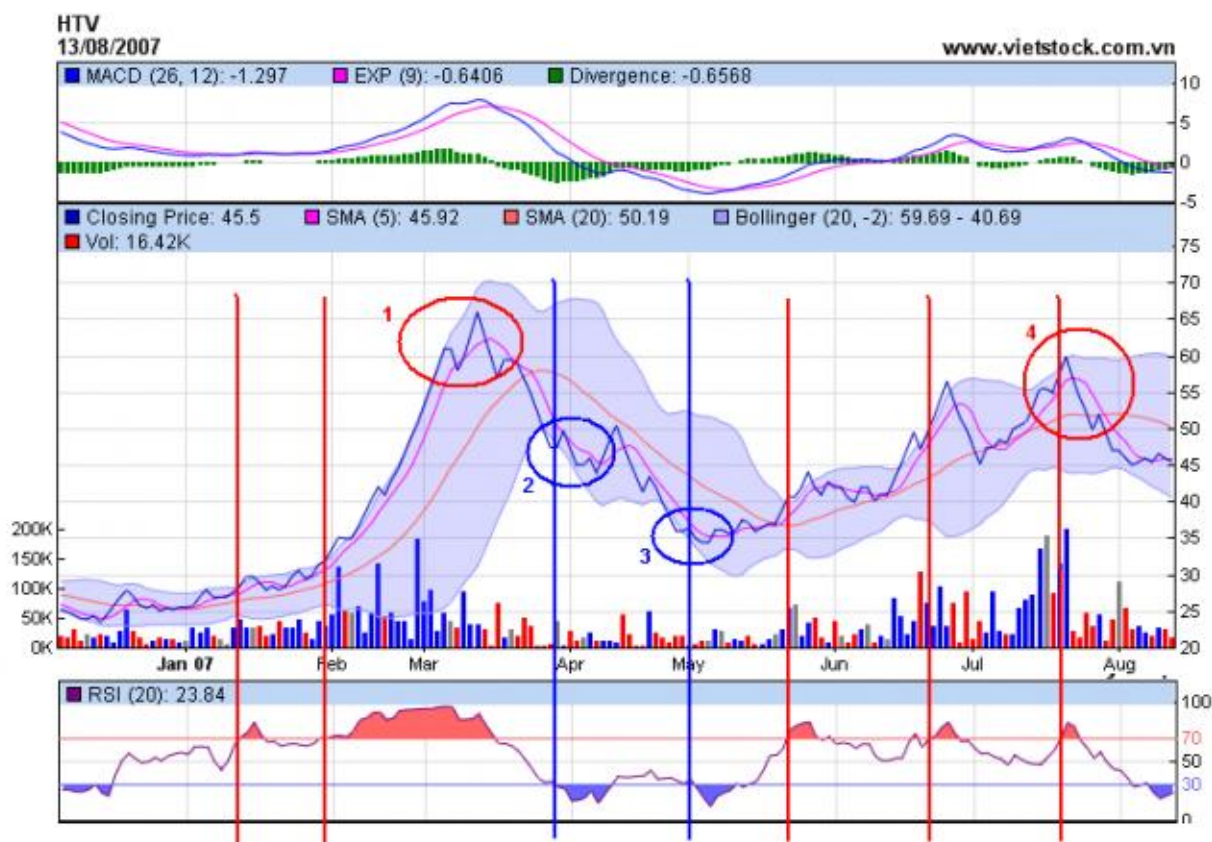 HTV
13/08/2007
www.vietstock.com.vn
MACD (26, 12): -1.297 EXP (9): -0.6406 Divergence: -0.6568
10
5
0
-5
Closing Price: 45.5 SMA (5): 45.92 SMA (20): 50.19 Bollinger (20, -2): 59.69 - 40.69
Vol: 16.42K
75
70
65
60
55
50
45
40
35
30
25
20
1
2
3
4
200K
150K
100K
50K
0K
Jan 07 Feb Mar Apr May Jun Jul Aug
RSI (20): 23.84
100
70
50
30
0